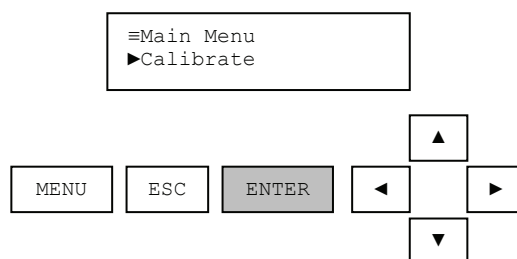 ≡Main Menu
►Calibrate
▲
MENU ESC ENTER ◄ ►
▼